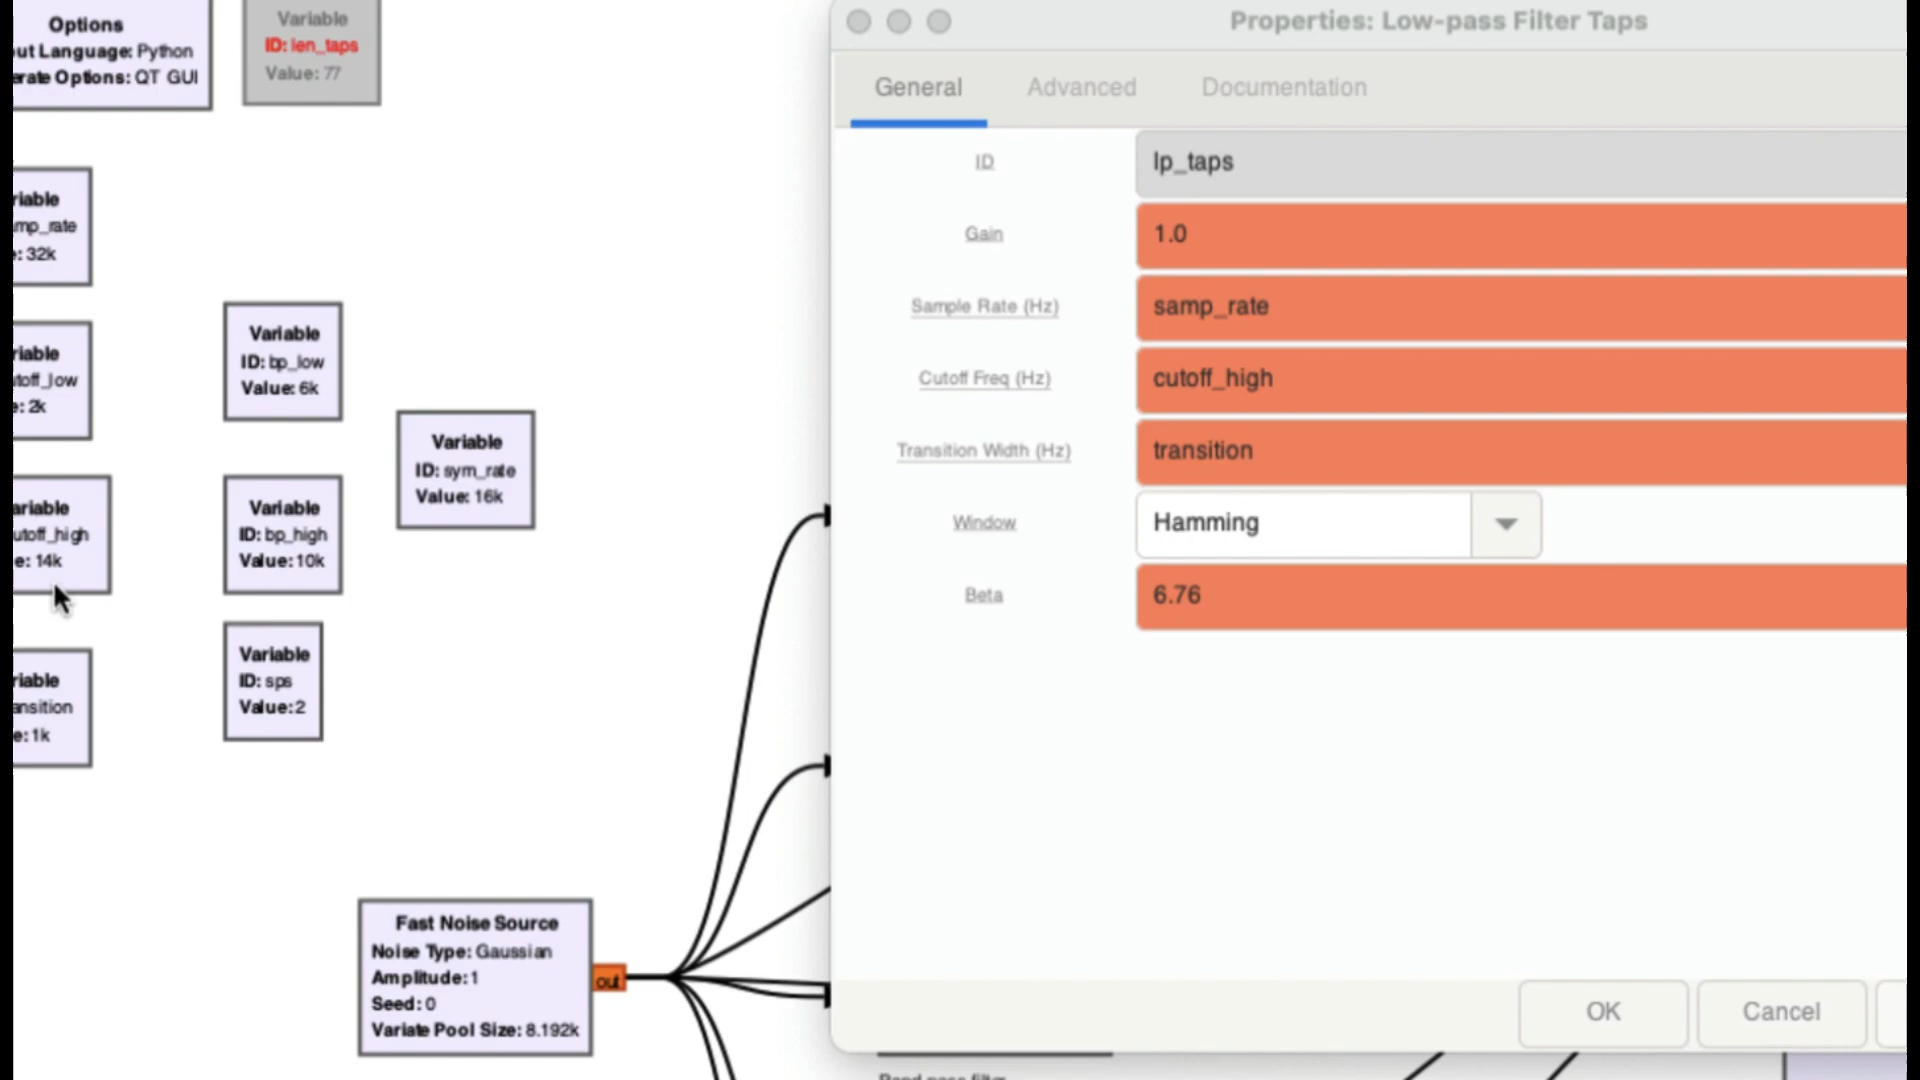 Options
ut Language: Python
erate Options: QT GUI
Variable
ID: len_taps
Value: 77
riable
mp_rate
e: 32k
riable
utoff_low
e: 2k
ariable
utoff_high
e: 14k
riable
ansition
e: 1k
Variable
ID: bp_low
Value: 6k
Variable
ID: bp_high
Value: 10k
Variable
ID: sps
Value: 2
Variable
ID: sym_rate
Value: 16k
Fast Noise Source
Noise Type: Gaussian
Amplitude: 1
Seed: 0
Variate Pool Size: 8.192k
out
Properties: Low-pass Filter Taps
General Advanced Documentation
ID lp_taps
Gain 1.0
Sample Rate (Hz) samp_rate
Cutoff Freq (Hz) cutoff_high
Transition Width (Hz) transition
Window Hamming
Beta 6.76
OK Cancel